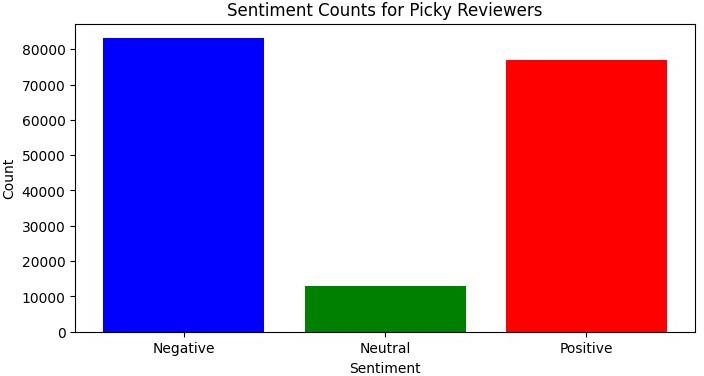 Sentiment Counts for Picky Reviewers
80000
70000
60000
50000
40000
30000
20000
10000
0
Count
Negative
Neutral
Positive
Sentiment